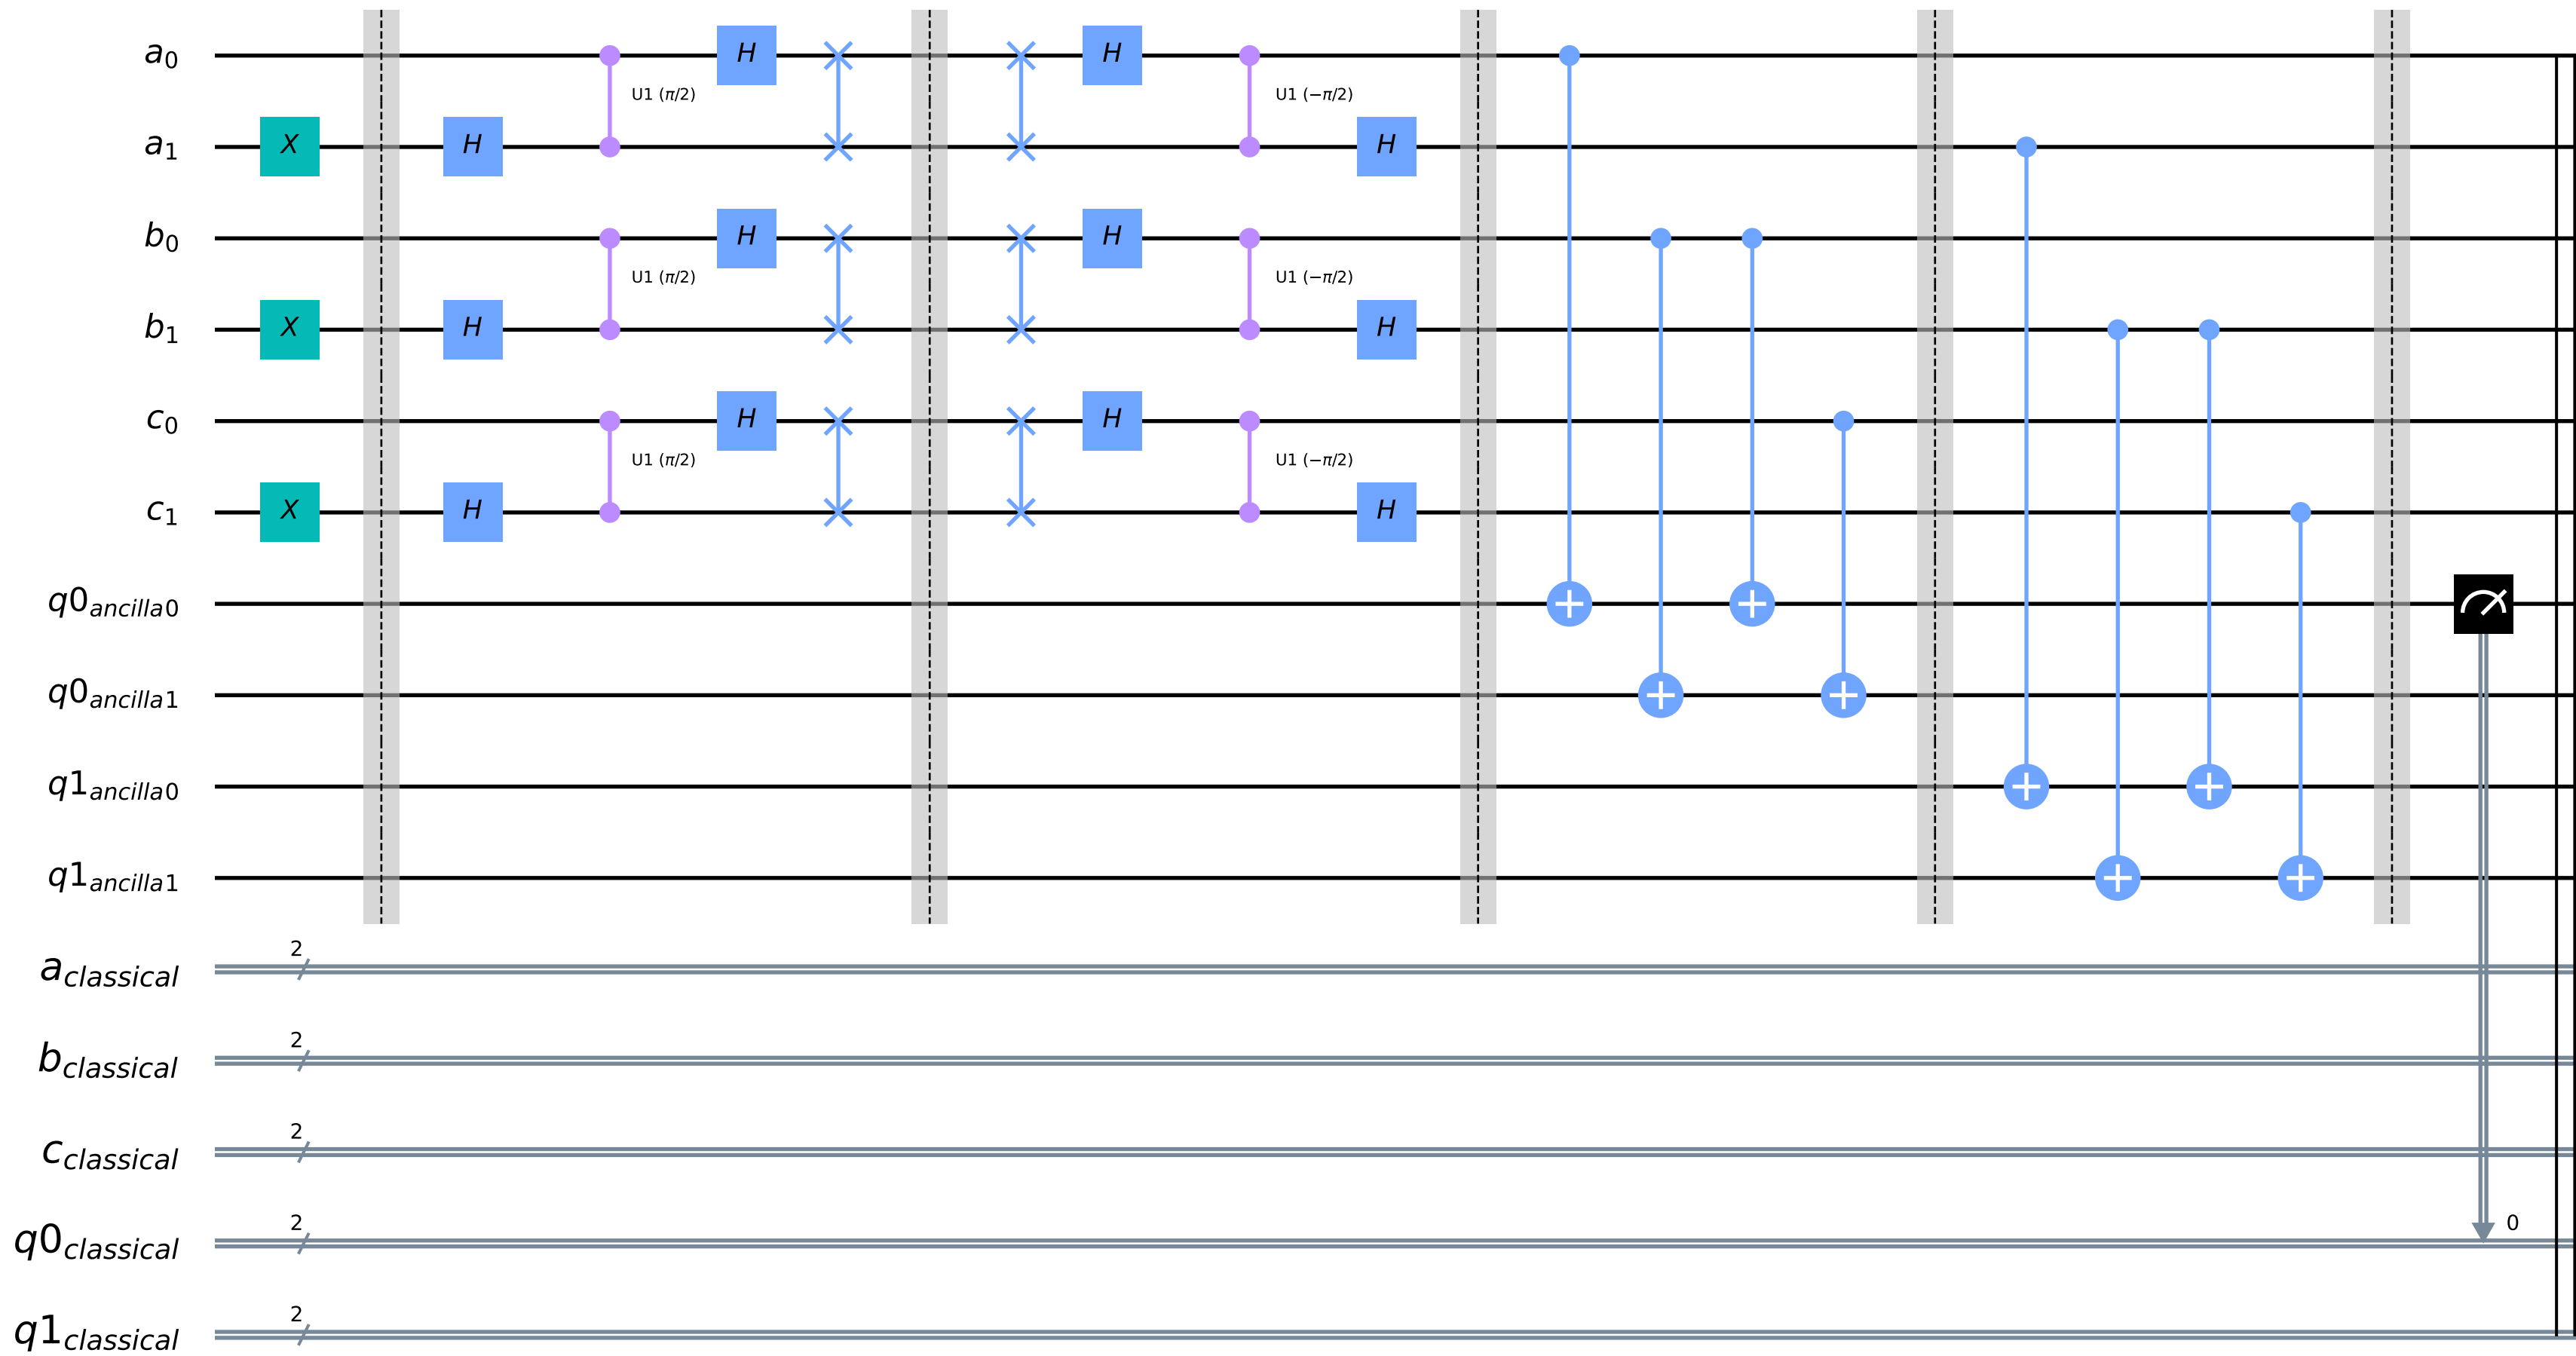 a0 H H
U1 (π/2) U1 (−π/2)
a1 X H H
b0 H H
U1 (π/2) U1 (−π/2)
b1 X H H
c0 H H
U1 (π/2) U1 (−π/2)
c1 X H H
q0ancilla0
q0ancilla1
q1ancilla0
q1ancilla1
2
aclassical
2
bclassical
2
cclassical
2 0
q0classical
2
q1classical